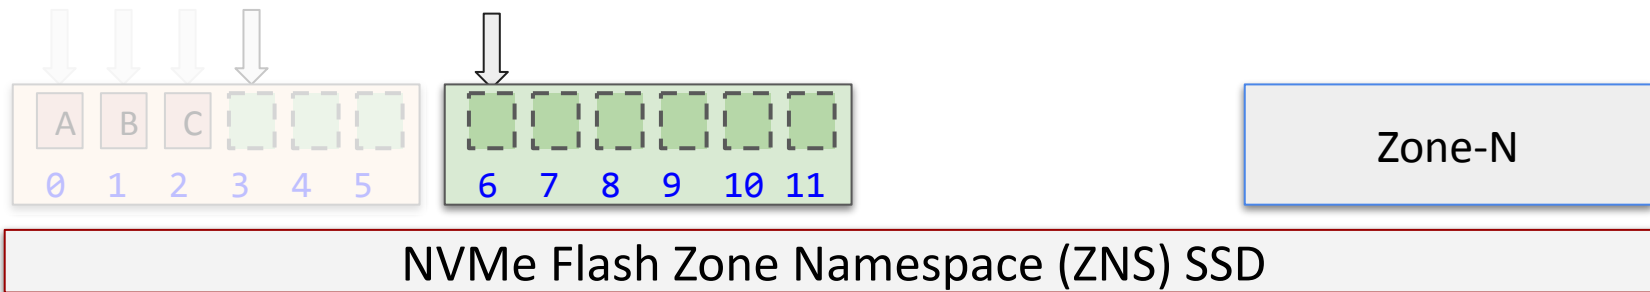 A B C
0 1 2 3 4 5 6 7 8 9 10 11
Zone-N
NVMe Flash Zone Namespace (ZNS) SSD